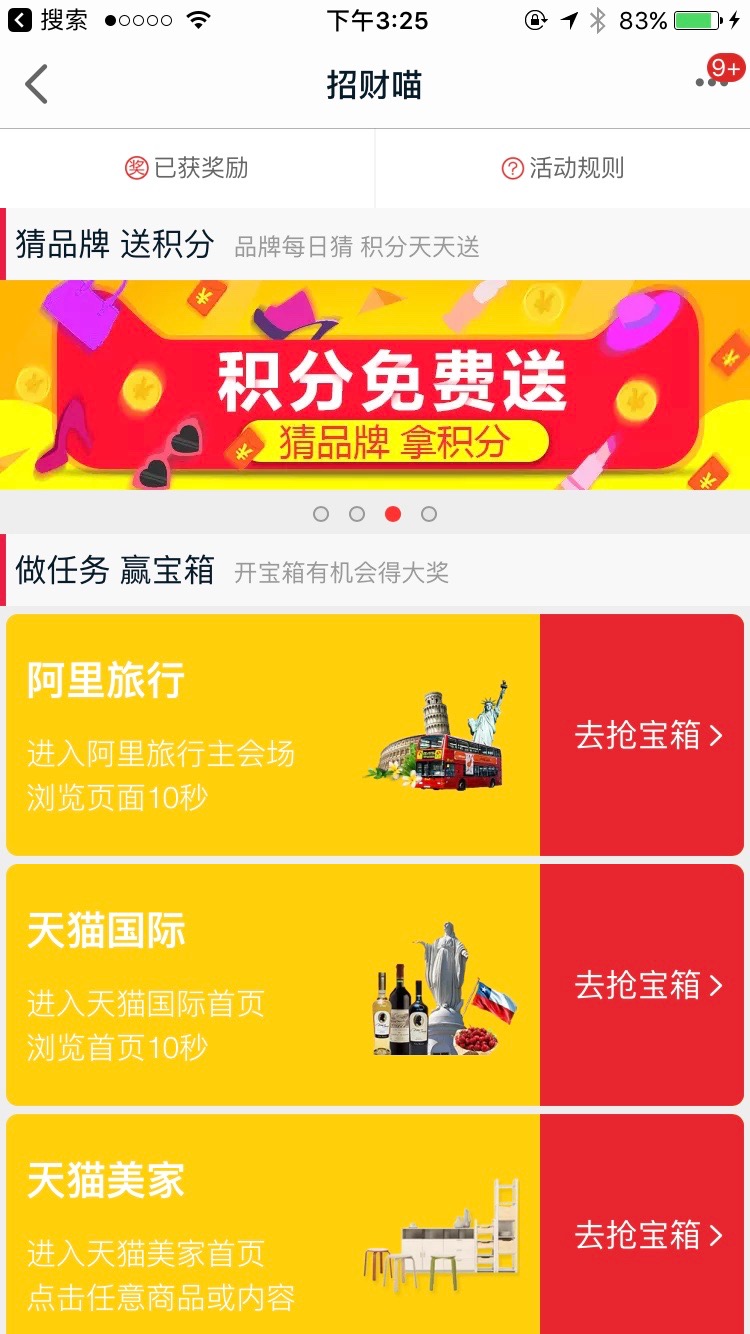 搜索
下午3:25
83%
招财喵
9+
奖 已获奖励
? 活动规则
猜品牌 送积分 品牌每日猜 积分天天送
积分免费送
猜品牌 拿积分
做任务 赢宝箱 开宝箱有机会得大奖
阿里旅行
进入阿里旅行主会场
浏览页面10秒
去抢宝箱
天猫国际
进入天猫国际首页
浏览首页10秒
去抢宝箱
天猫美家
进入天猫美家首页
点击任意商品或内容
去抢宝箱